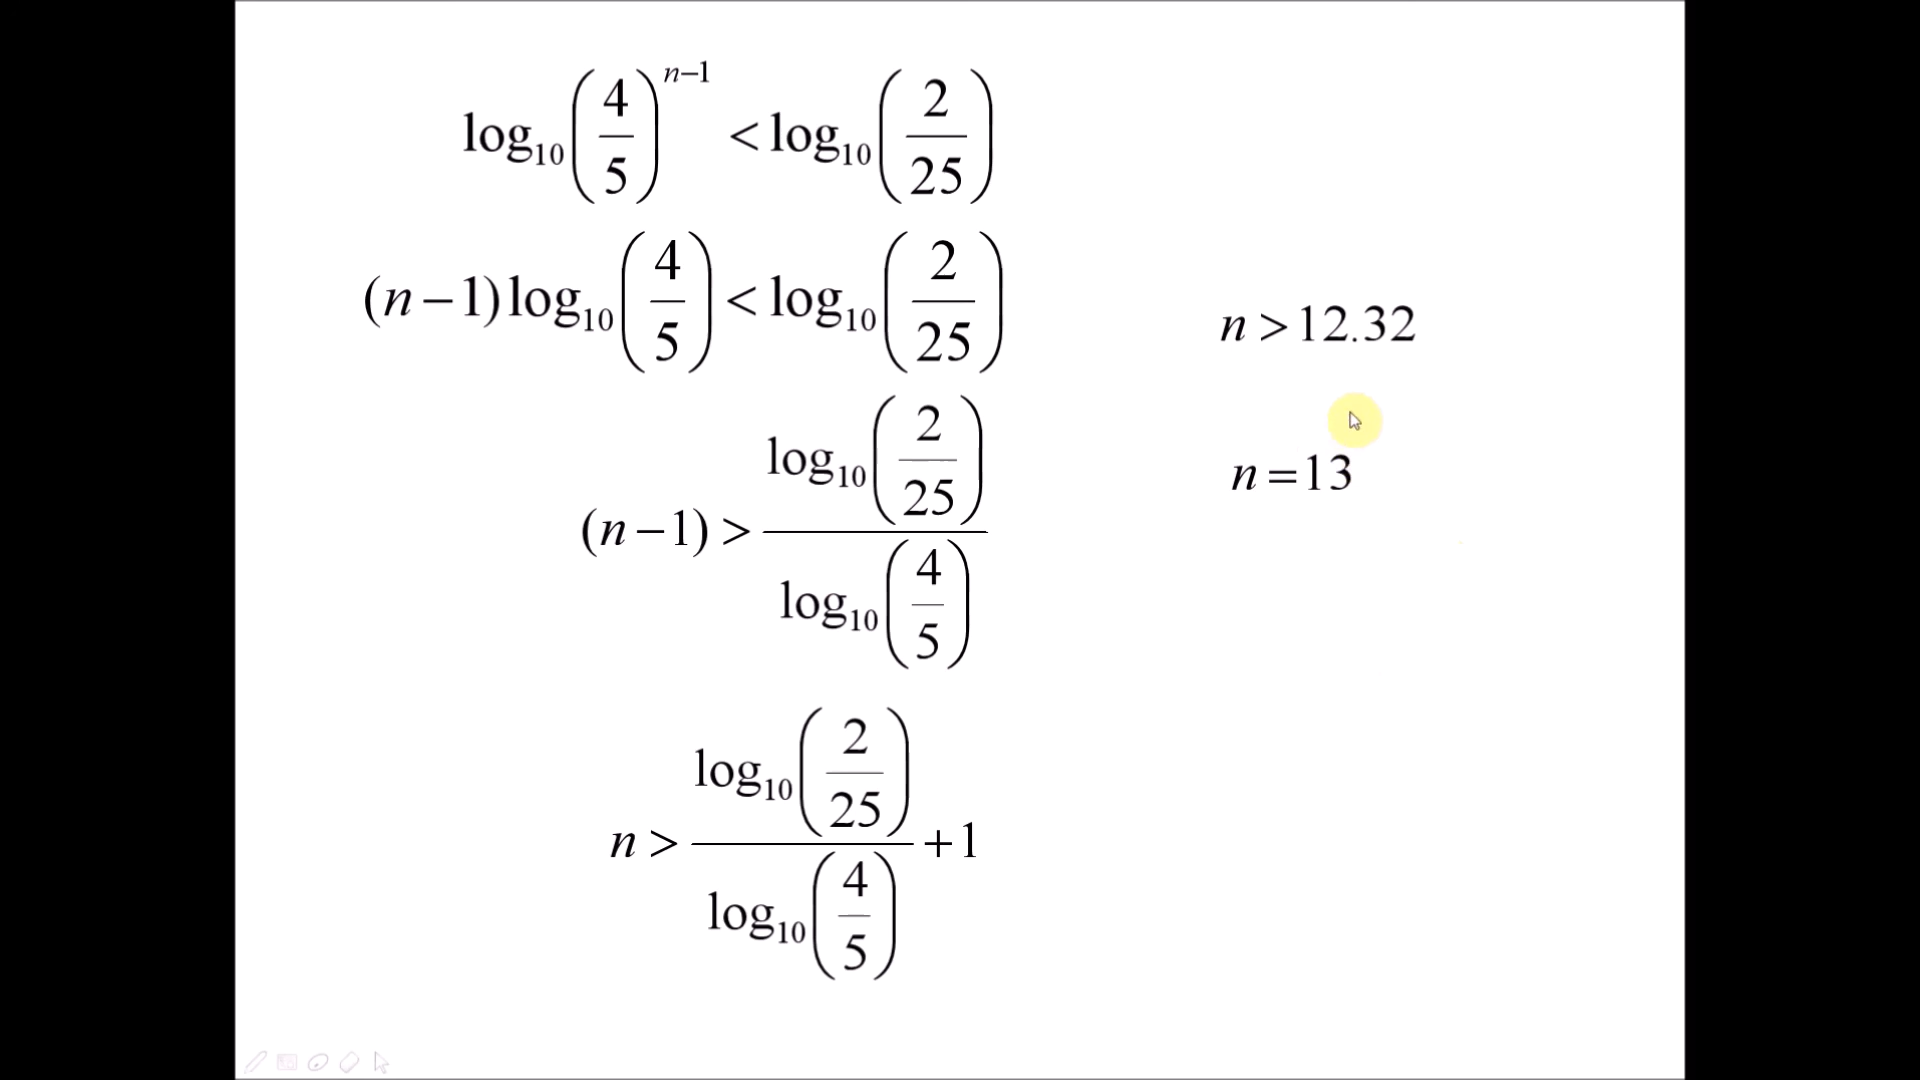 log₁₀(4/5)ⁿ⁻¹ < log₁₀(2/25)
(n−1)log₁₀(4/5) < log₁₀(2/25)
(n−1) > log₁₀(2/25) / log₁₀(4/5)
n > log₁₀(2/25) / log₁₀(4/5) + 1
n > 12.32
n = 13